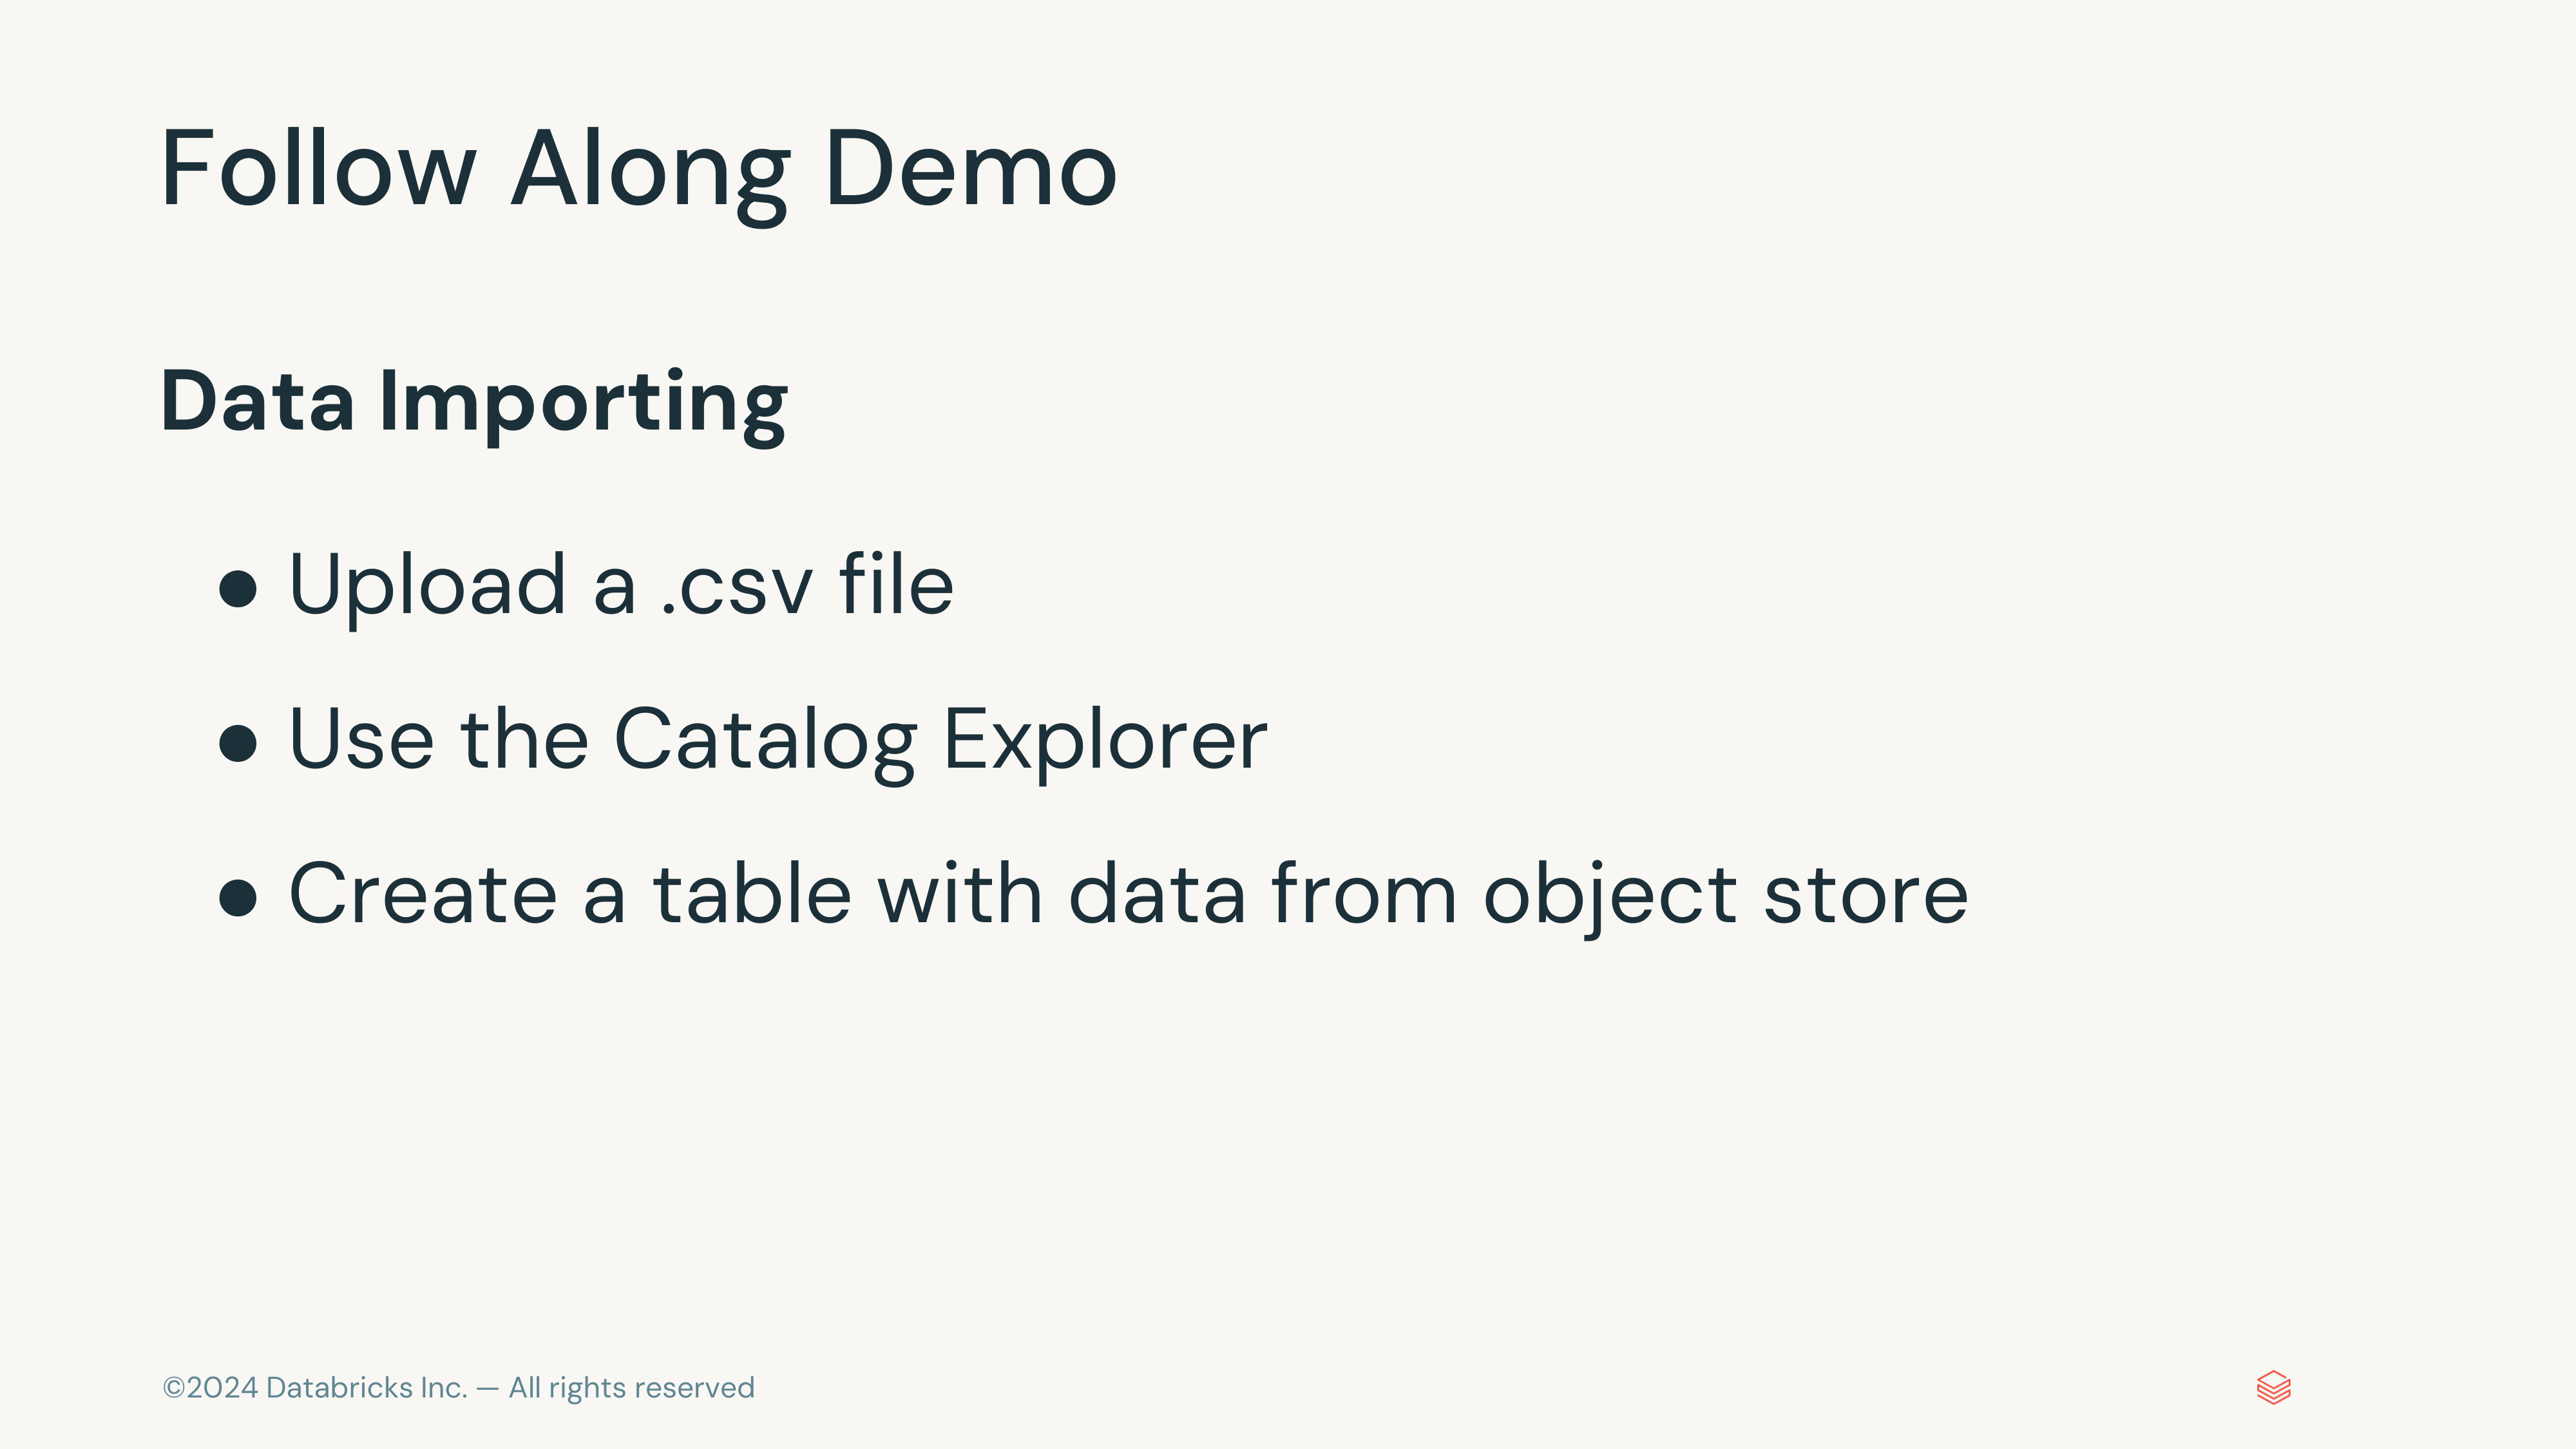 Follow Along Demo
Data Importing
● Upload a .csv file
● Use the Catalog Explorer
● Create a table with data from object store
©2024 Databricks Inc. — All rights reserved